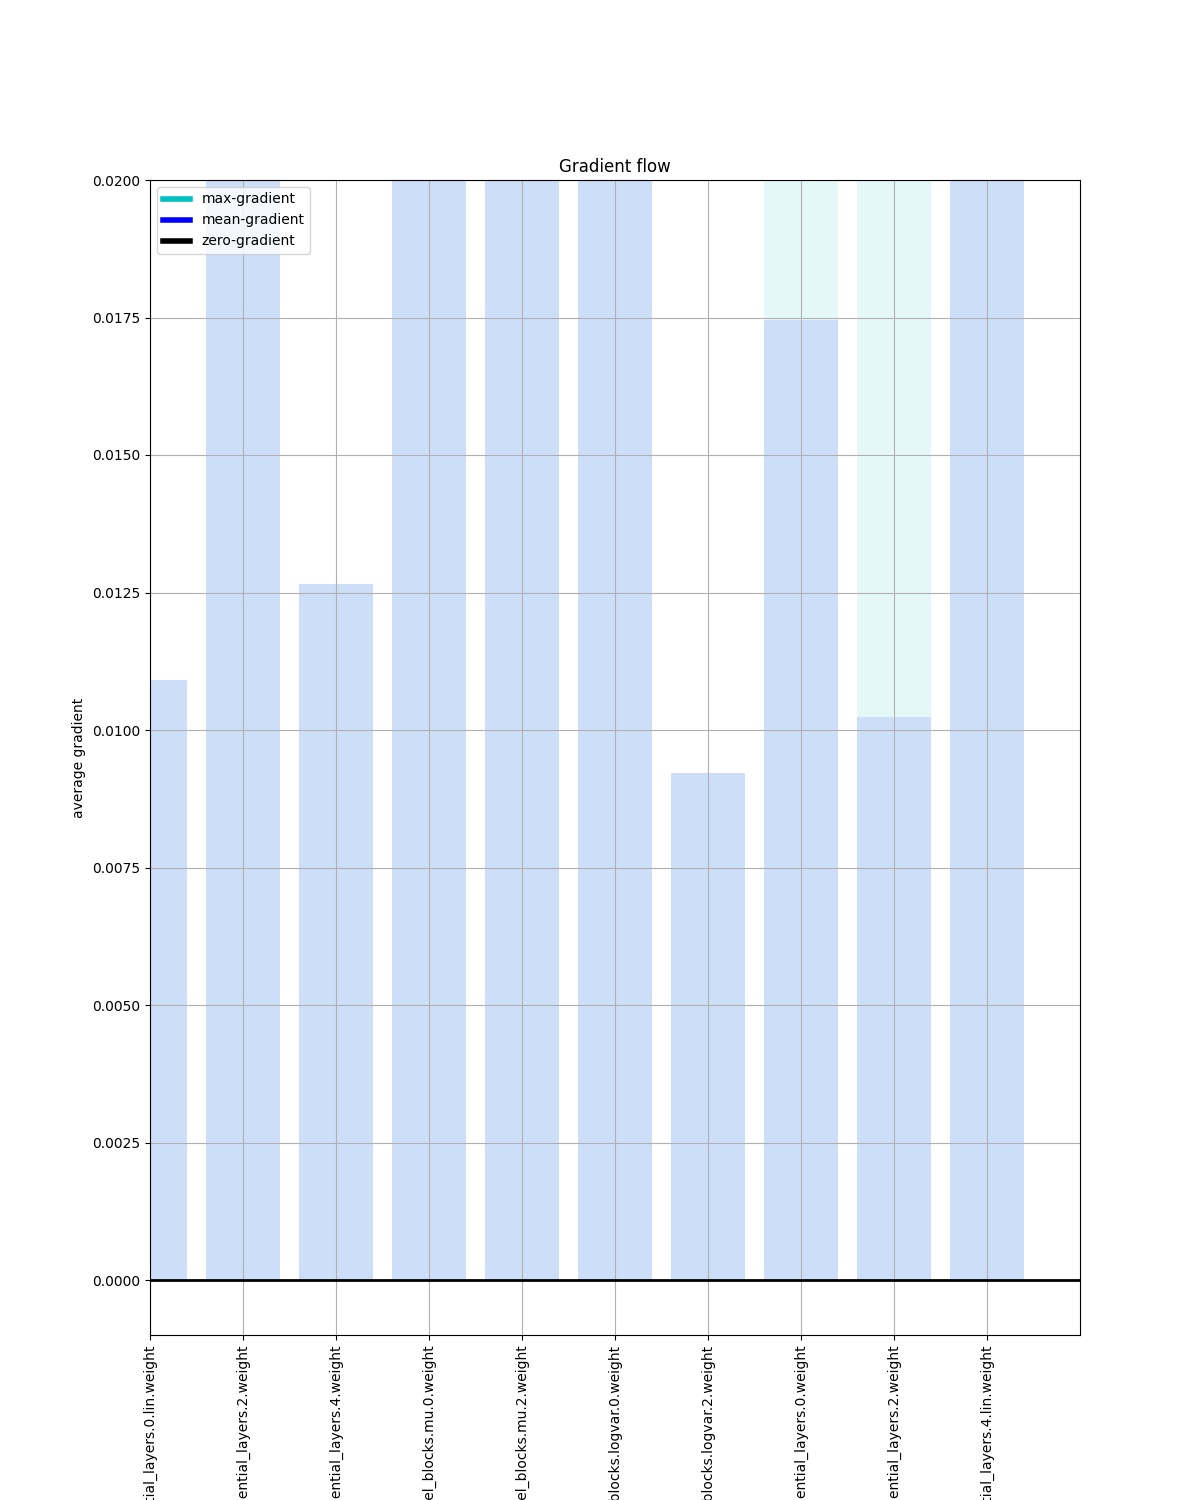 Gradient flow
max-gradient
mean-gradient
zero-gradient
0.0200
0.0175
0.0150
0.0125
0.0100
0.0075
0.0050
0.0025
0.0000
average gradient
tial_layers.0.lin.weight
ential_layers.2.weight
ential_layers.4.weight
el_blocks.mu.0.weight
el_blocks.mu.2.weight
blocks.logvar.0.weight
blocks.logvar.2.weight
ential_layers.0.weight
ential_layers.2.weight
tial_layers.4.lin.weight